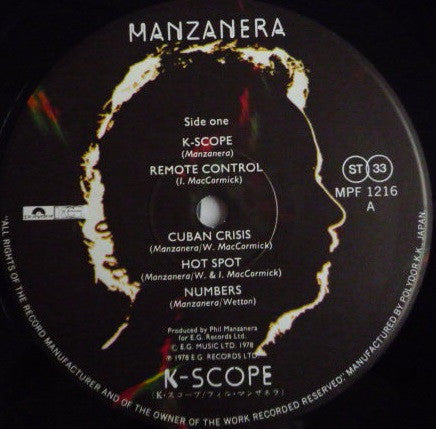 MANZANERA
Side one
K-SCOPE
(Manzanera)
REMOTE CONTROL
(I. MacCormick)
CUBAN CRISIS
(Manzanera/W. MacCormick)
HOT SPOT
(Manzanera/W. & I. MacCormick)
NUMBERS
(Manzanera/Wetton)
ST 33
MPF 1216
A
Produced by Phil Manzanera
for E.G. Records Ltd.
© E.G. MUSIC LTD. 1978
℗ 1978 E.G. RECORDS LTD.
K-SCOPE
(K・スコープ/フィル・マンザネラ)
"ALL RIGHTS OF THE RECORD MANUFACTURER AND OF THE OWNER OF THE WORK RECORDED RESERVED." MANUFACTURED BY POLYDOR K.K. JAPAN